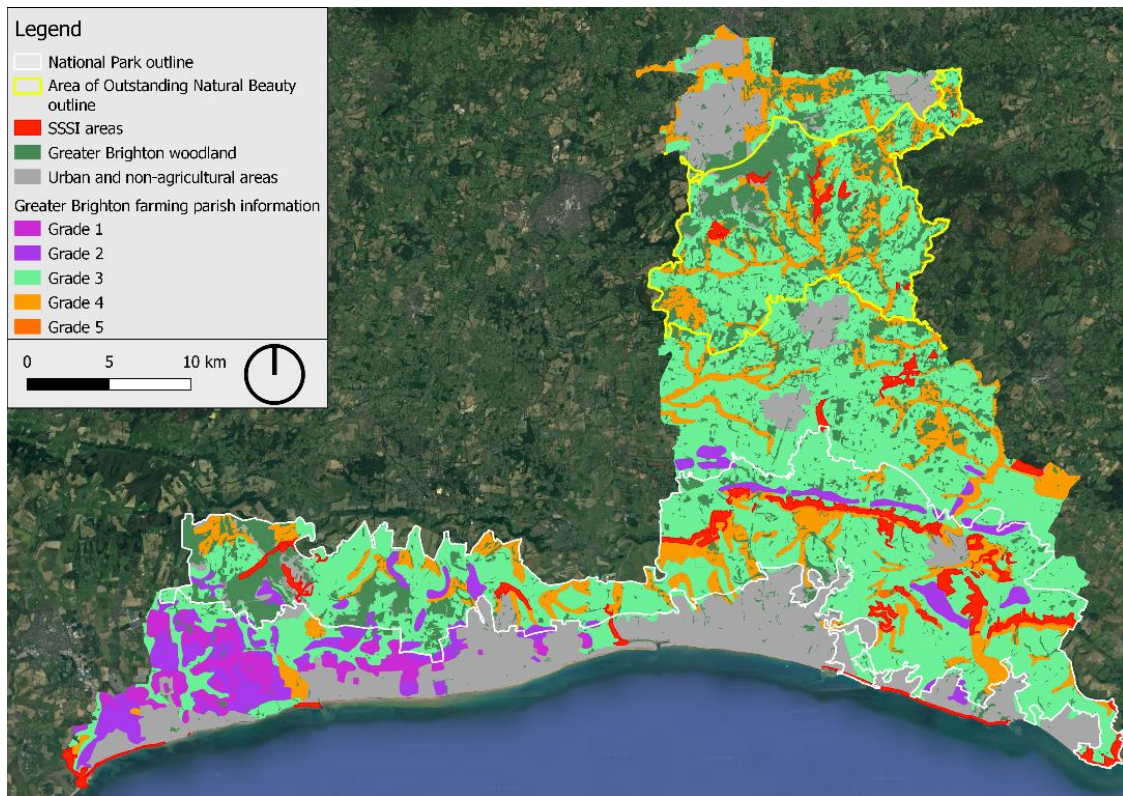 Legend
National Park outline
Area of Outstanding Natural Beauty
outline
SSSI areas
Greater Brighton woodland
Urban and non-agricultural areas
Greater Brighton farming parish information
Grade 1
Grade 2
Grade 3
Grade 4
Grade 5
0 5 10 km